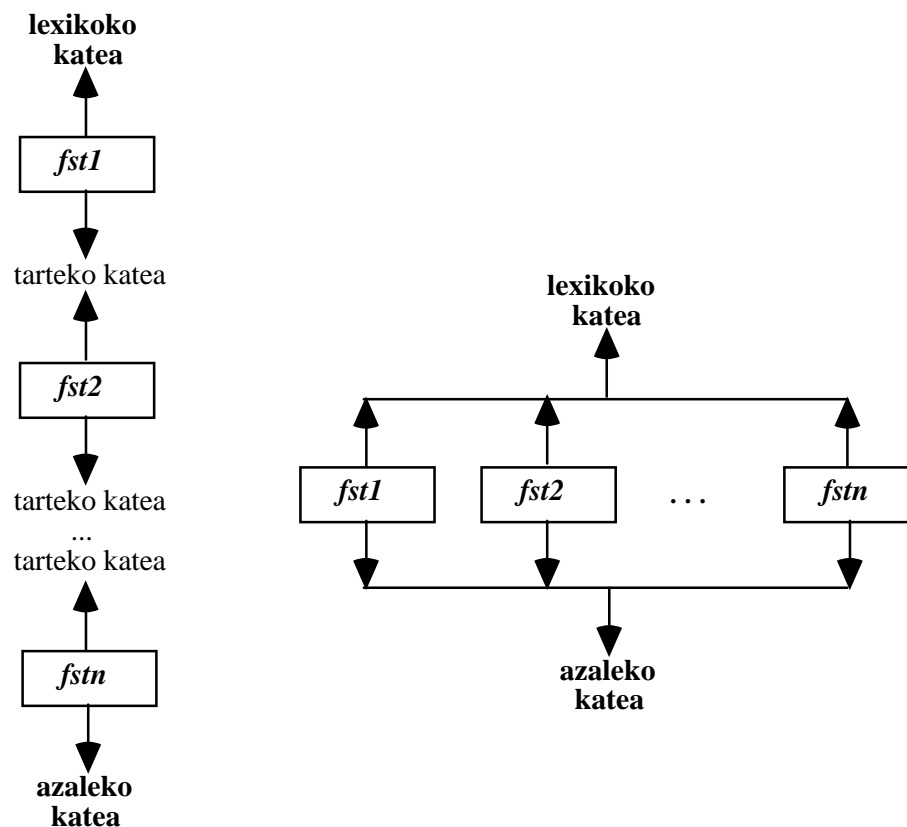 lexikoko
katea
fst1
tarteko katea
fst2
tarteko katea
...
tarteko katea
fstn
azaleko
katea
lexikoko
katea
fst1 fst2 ... fstn
azaleko
katea